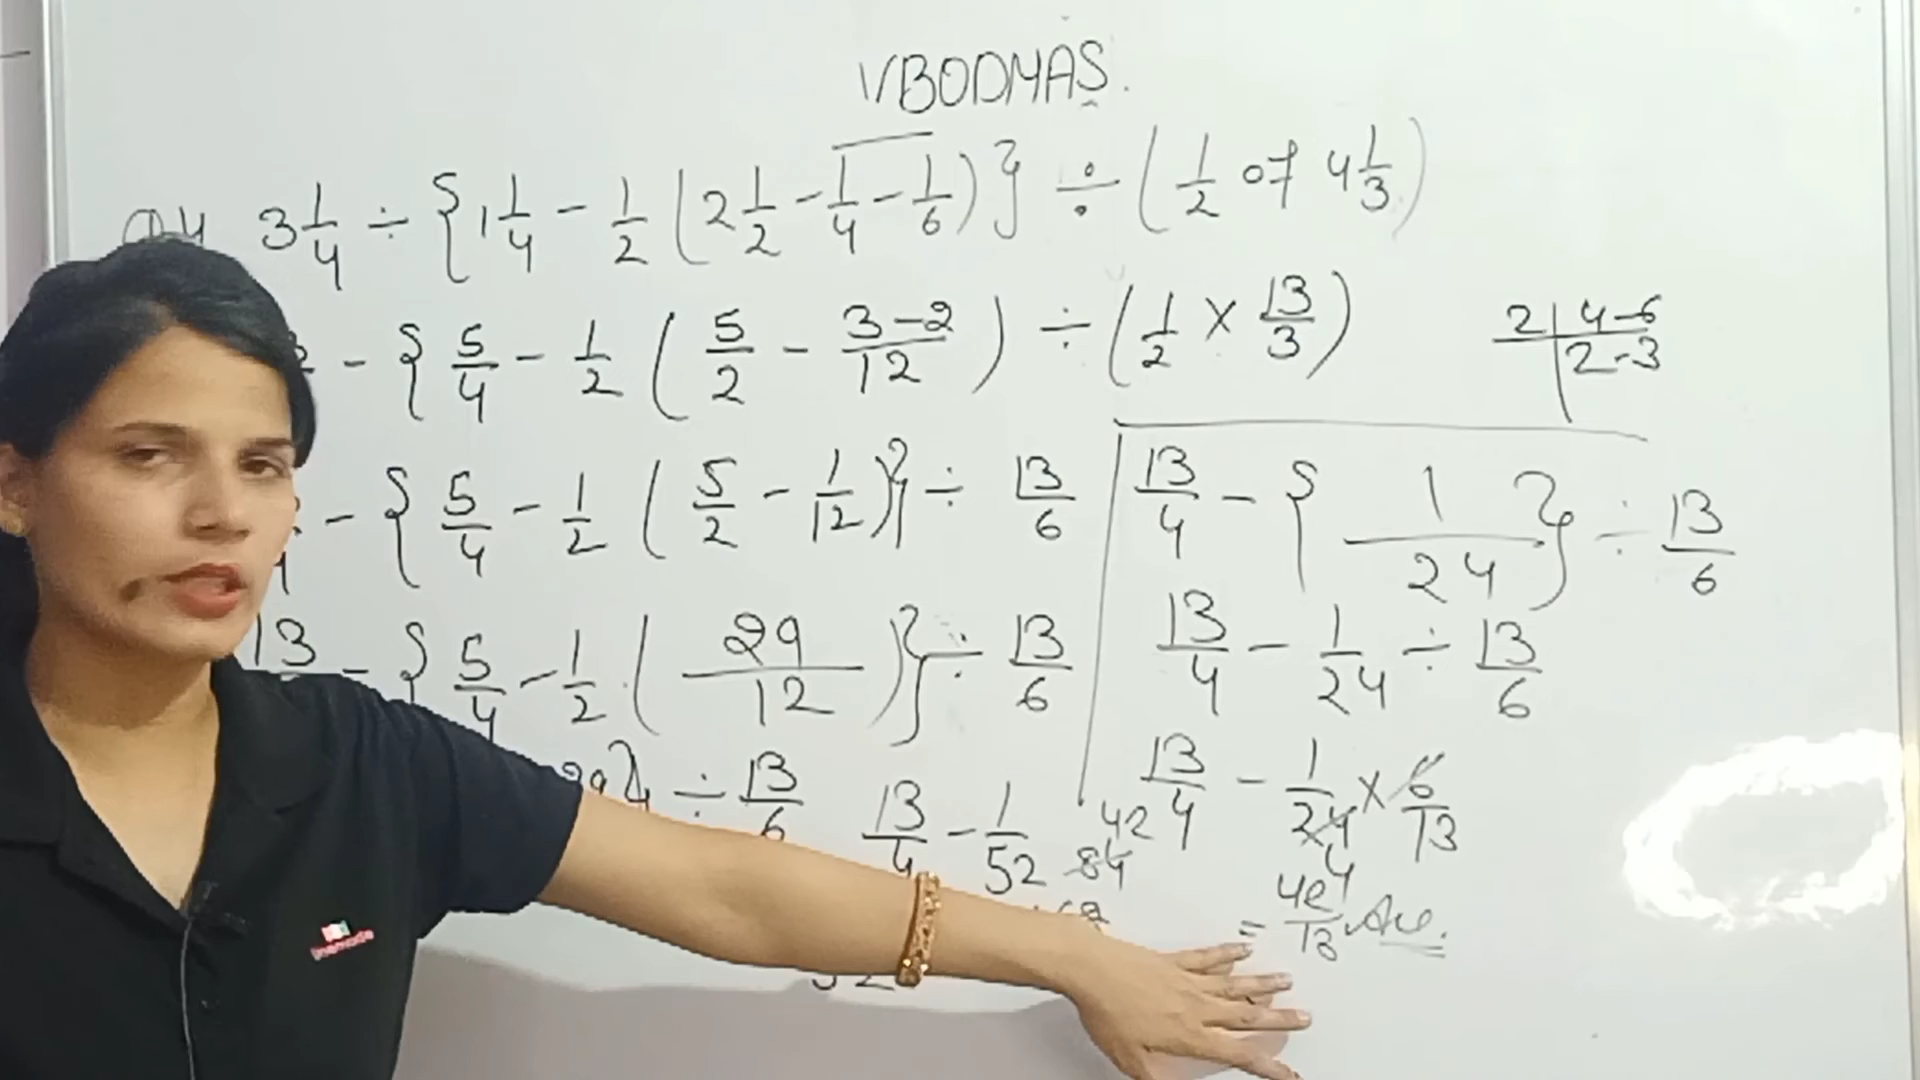 VBODMAS.
Q4 3 1/4 ÷ { 1 1/4 - 1/2 ( 2 1/2 - 1/4 - 1/6 ) } ÷ ( 1/2 of 4 1/3 )
- { 5/4 - 1/2 ( 5/2 - 3-2/12 ) ÷ ( 1/2 × 13/3 )
2 | 4-6
2-3
- { 5/4 - 1/2 ( 5/2 - 1/12 ) } ÷ 13/6
13/- { 5/4 - 1/2 ( 29/12 ) } ÷ 13/6
29 } ÷ 13/6
13/4 - 1/52
13/4 - { 1/24 } ÷ 13/6
13/4 - 1/24 ÷ 13/6
13/4 - 1/24 × 6/13
4
42
84
= 42/13 Ans.